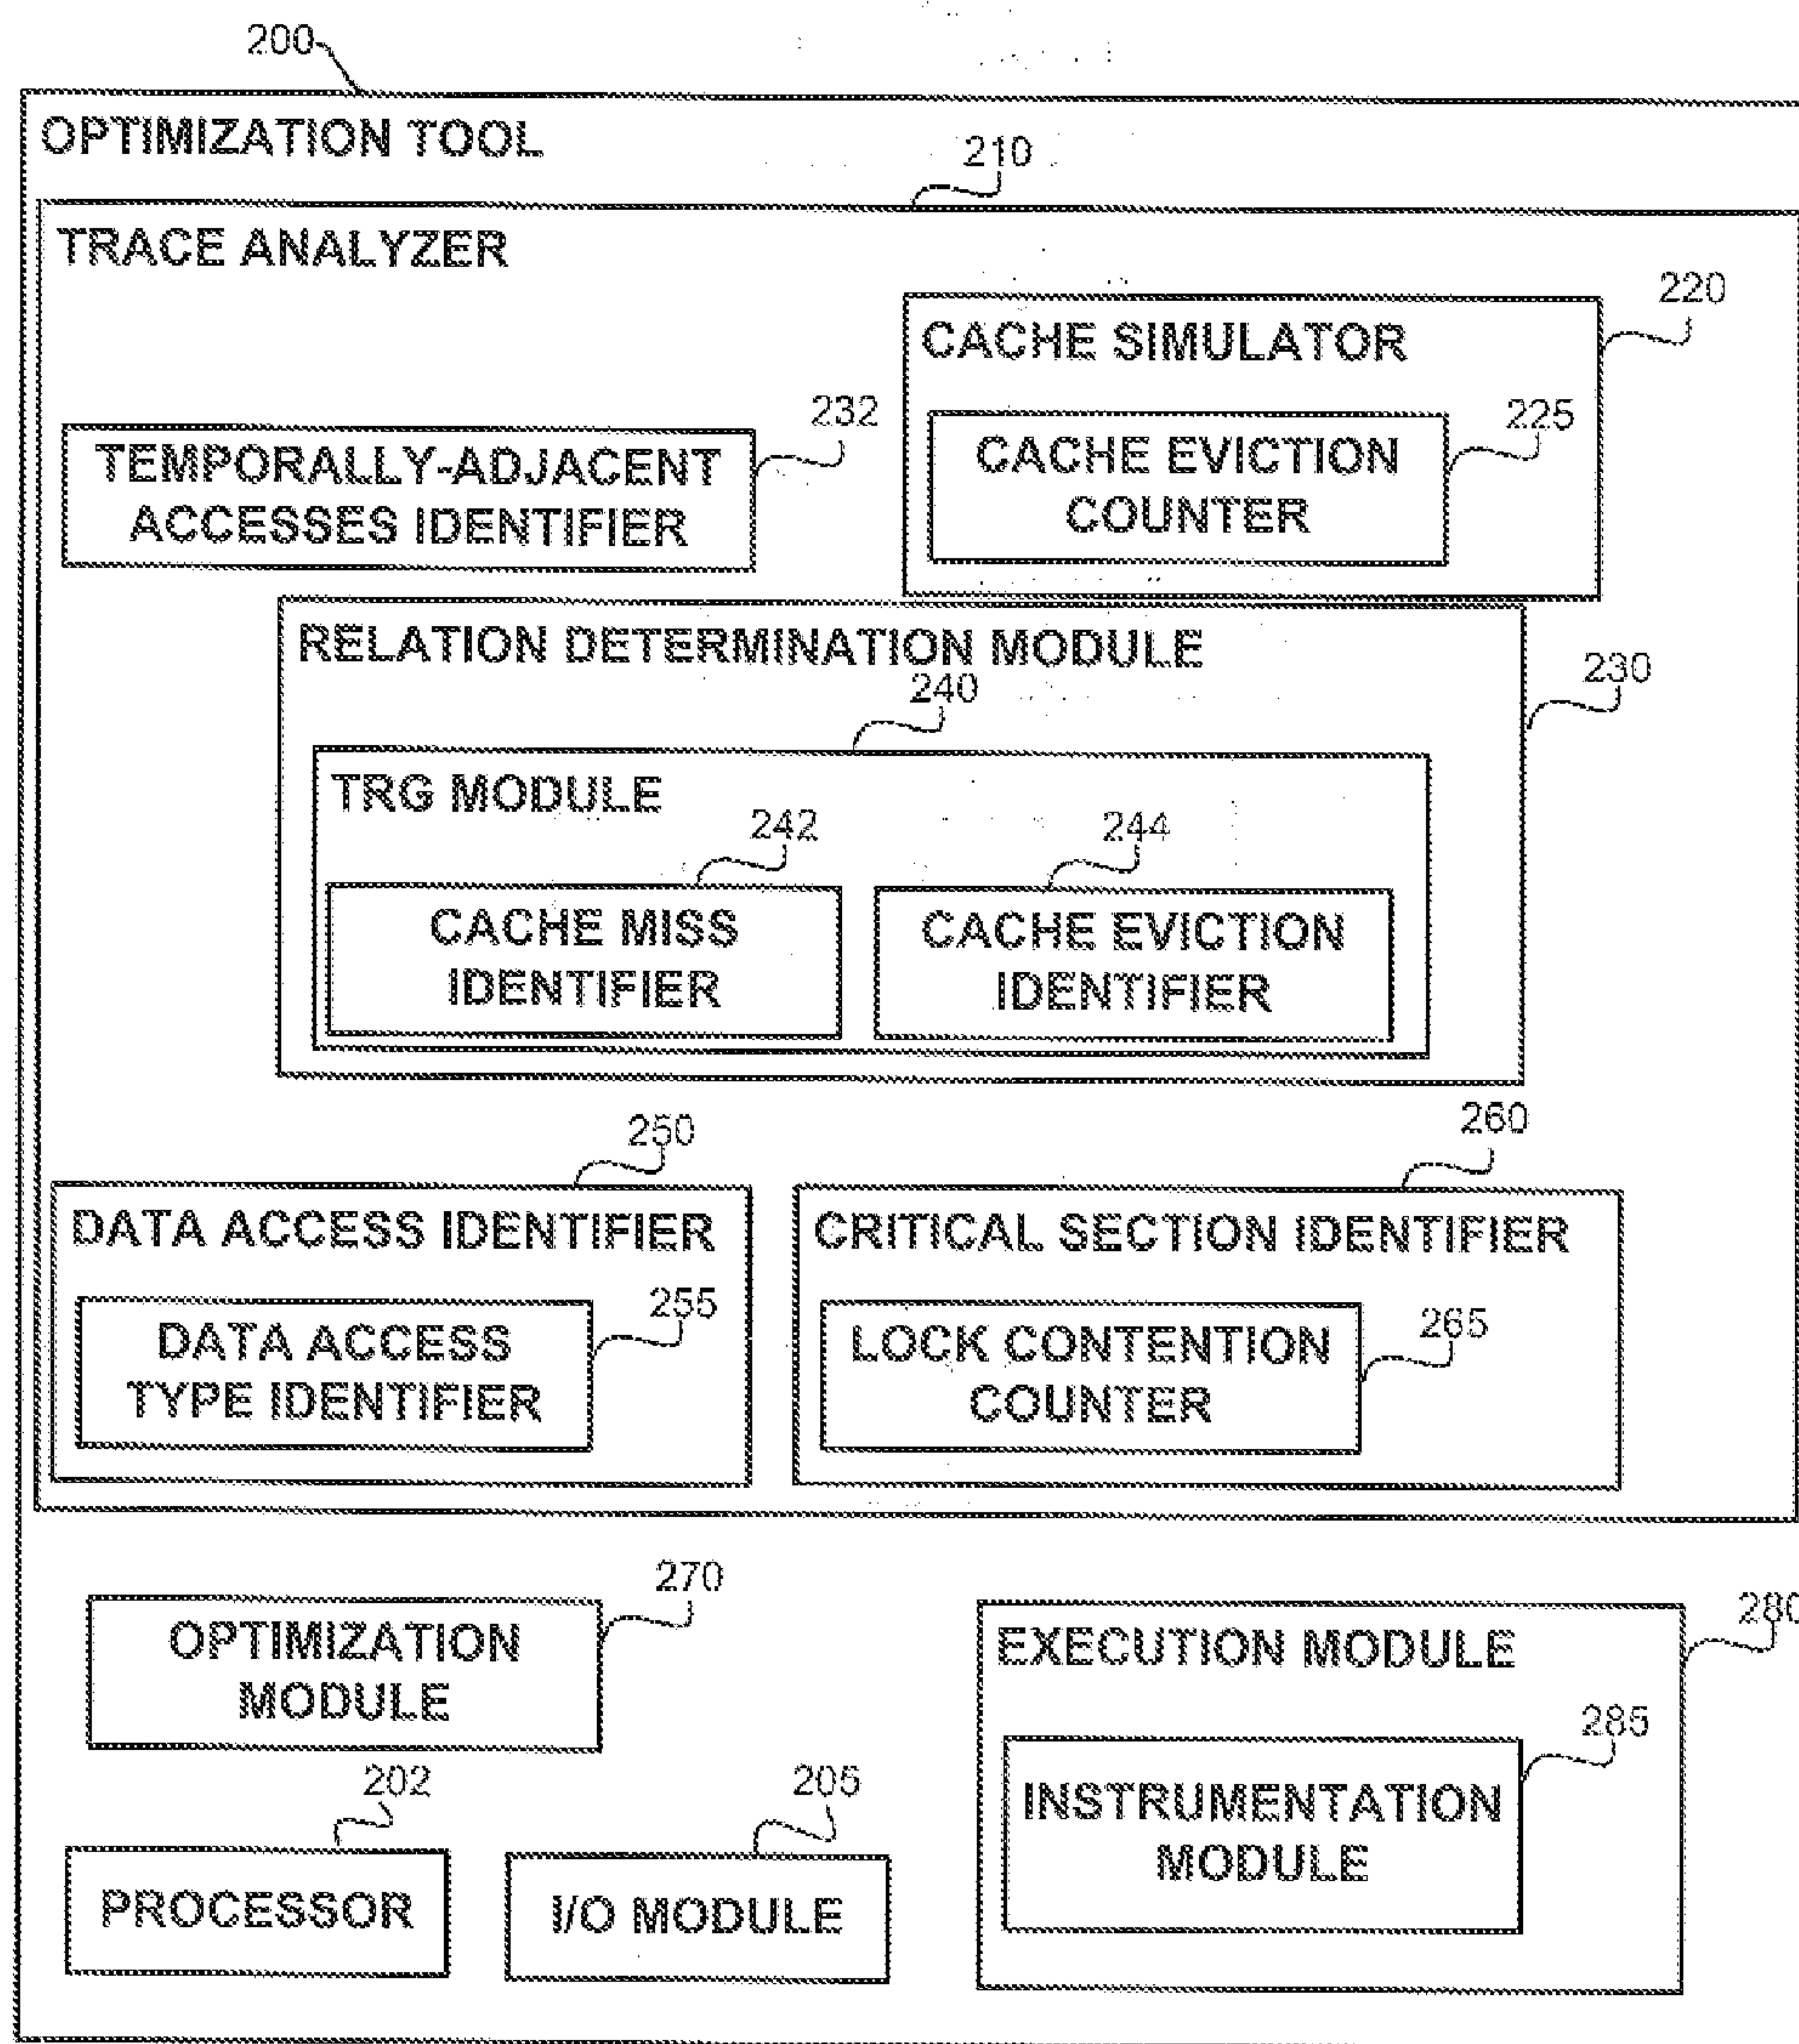 200
OPTIMIZATION TOOL
210
TRACE ANALYZER
220
CACHE SIMULATOR
232
225
TEMPORALLY-ADJACENT
ACCESSES IDENTIFIER
CACHE EVICTION
COUNTER
RELATION DETERMINATION MODULE
230
240
TRG MODULE
242
244
CACHE MISS
IDENTIFIER
CACHE EVICTION
IDENTIFIER
250
260
DATA ACCESS IDENTIFIER
CRITICAL SECTION IDENTIFIER
255
265
DATA ACCESS
TYPE IDENTIFIER
LOCK CONTENTION
COUNTER
270
280
OPTIMIZATION
MODULE
EXECUTION MODULE
285
INSTRUMENTATION
MODULE
202
205
PROCESSOR
I/O MODULE